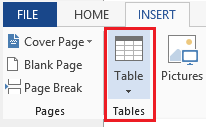 FILE HOME INSERT
Cover Page
Blank Page
Page Break
Pages
Table
Tables
Pictures